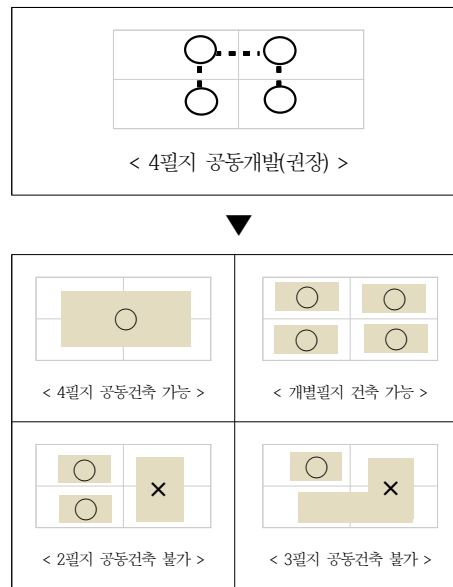 < 4필지 공동개발(권장) >
< 4필지 공동건축 가능 >
< 개별필지 건축 가능 >
< 2필지 공동건축 불가 >
< 3필지 공동건축 불가 >